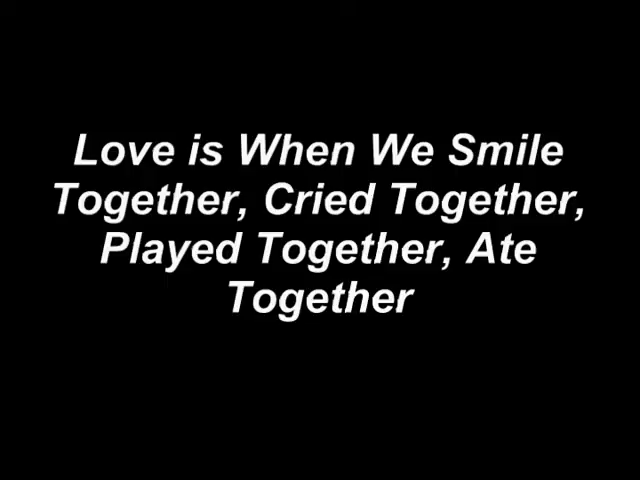 Love is When We Smile
Together, Cried Together,
Played Together, Ate
Together